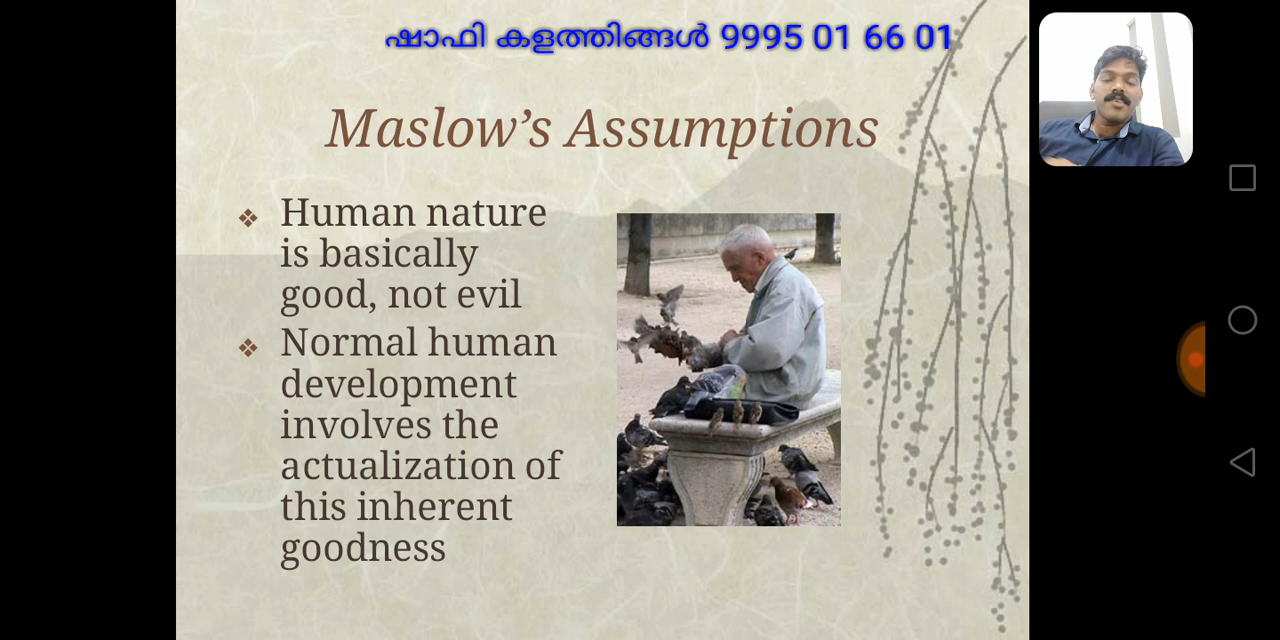 ഷാഫി കളത്തിങ്ങൾ 9995 01 66 01
Maslow’s Assumptions
Human nature
is basically
good, not evil
Normal human
development
involves the
actualization of
this inherent
goodness